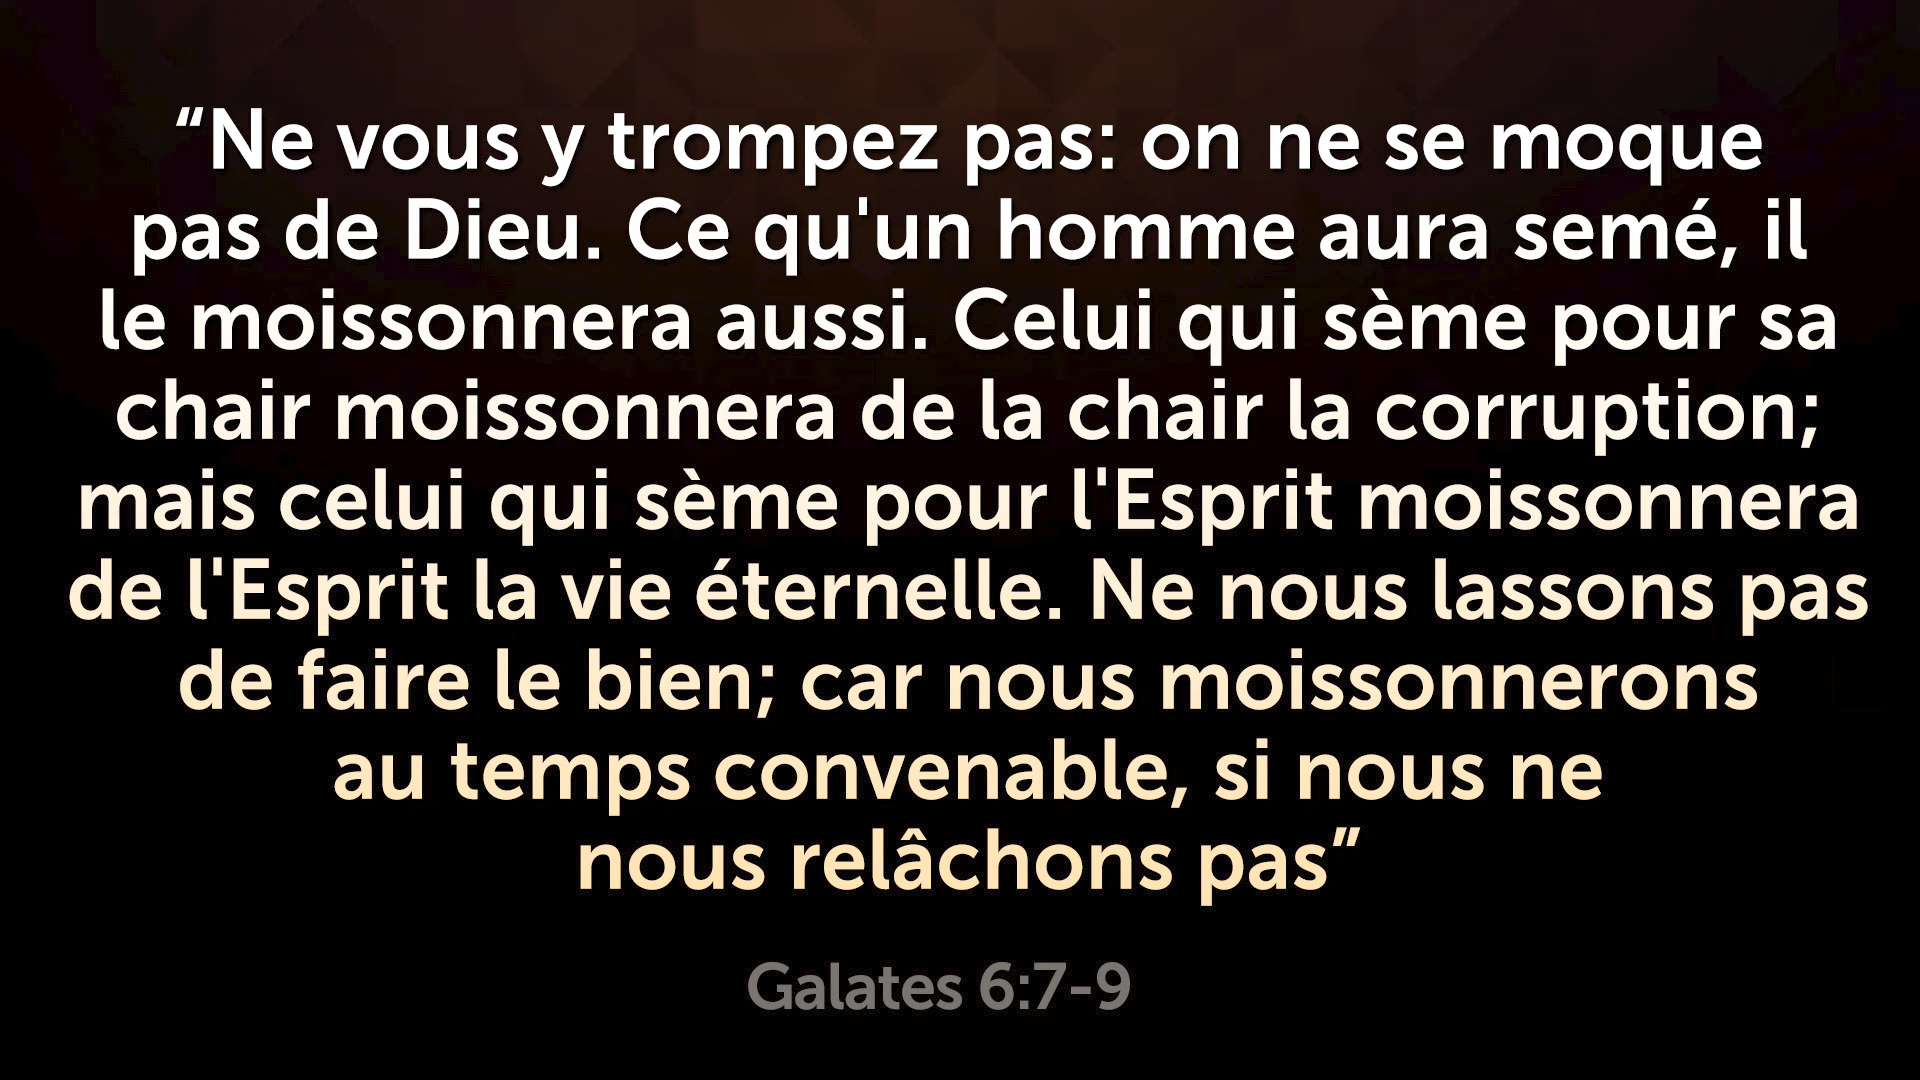 “Ne vous y trompez pas: on ne se moque
pas de Dieu. Ce qu'un homme aura semé, il
le moissonnera aussi. Celui qui sème pour sa
chair moissonnera de la chair la corruption;
mais celui qui sème pour l'Esprit moissonnera
de l'Esprit la vie éternelle. Ne nous lassons pas
de faire le bien; car nous moissonnerons
au temps convenable, si nous ne
nous relâchons pas”
Galates 6:7-9